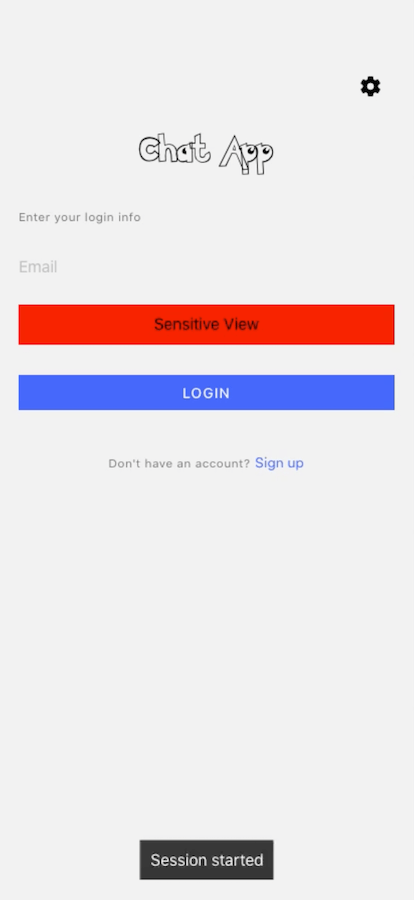 Chat App
Enter your login info
Email
Sensitive View
LOGIN
Don't have an account? Sign up
Session started